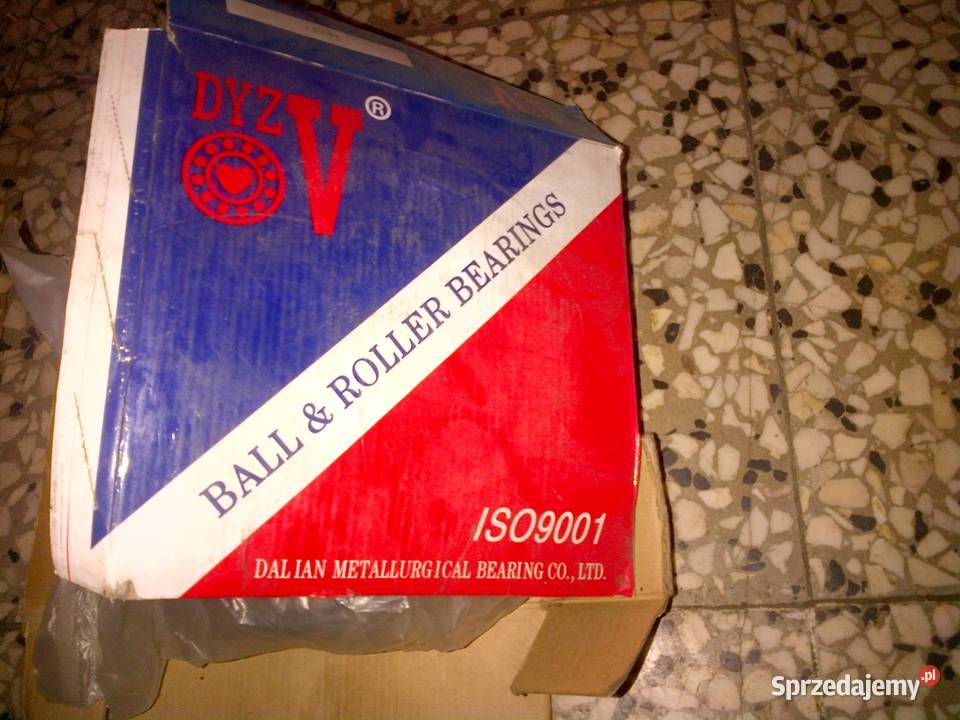 DYZ V®
BALL & ROLLER BEARINGS
ISO9001
DALIAN METALLURGICAL BEARING CO., LTD.
Sprzedajemy.pl